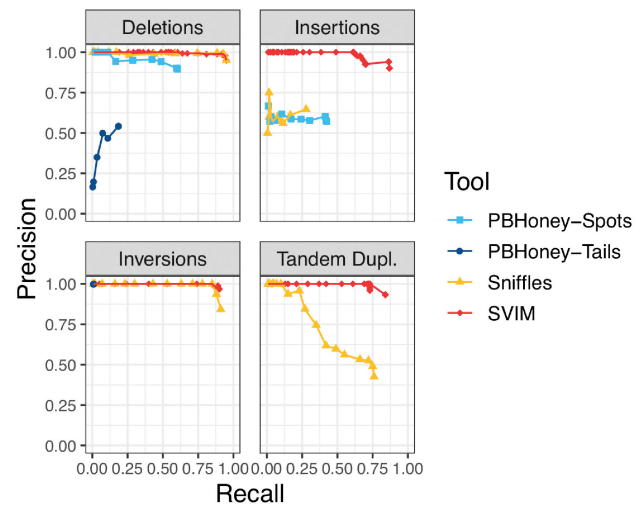 Deletions
Insertions
1.00
0.75
0.50
0.25
0.00
Inversions
Tandem Dupl.
1.00
0.75
0.50
0.25
0.00
0.00 0.25 0.50 0.75 1.00
0.00 0.25 0.50 0.75 1.00
Precision
Recall
Tool
PBHoney-Spots
PBHoney-Tails
Sniffles
SVIM